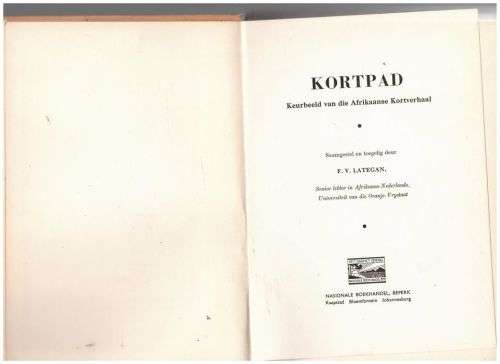 KORTPAD
Keurbeeld van die Afrikaanse Kortverhaal
Saamgestel en toegelig deur
F. V. LATEGAN,
Senior lektor in Afrikaans-Nederlands,
Universiteit van die Oranje-Vrystaat
NASIONALE BOEKHANDEL, BEPERK
Kaapstad Bloemfontein Johannesburg